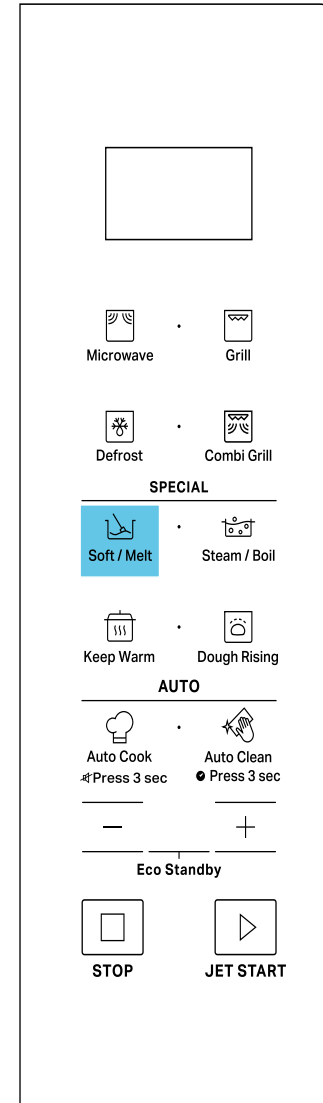 Microwave Grill
Defrost Combi Grill
SPECIAL
Soft / Melt Steam / Boil
Keep Warm Dough Rising
AUTO
Auto Cook Auto Clean
Press 3 sec Press 3 sec
− +
Eco Standby
STOP JET START